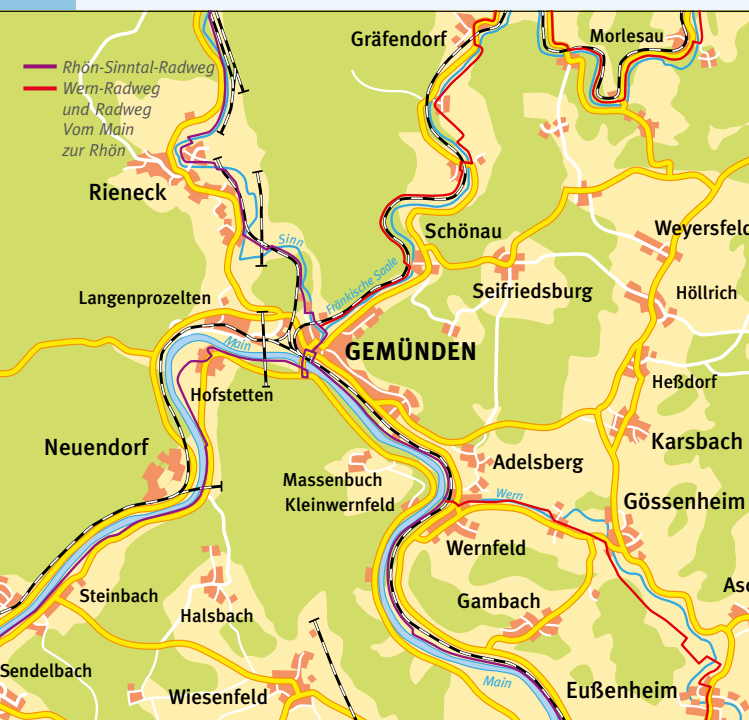 Gräfendorf
Morlesau
Rhön-Sinntal-Radweg
Wern-Radweg
und Radweg
Vom Main
zur Rhön
Rieneck
Sinn
Schönau
Weyersfeld
Fränkische Saale
Langenprozelten
Seifriedsburg
Höllrich
Main
GEMÜNDEN
Hofstetten
Heßdorf
Neuendorf
Karsbach
Adelsberg
Massenbuch
Kleinwernfeld
Wern
Gössenheim
Wernfeld
Steinbach
Gambach
Asc
Halsbach
Sendelbach
Main
Wiesenfeld
Eußenheim